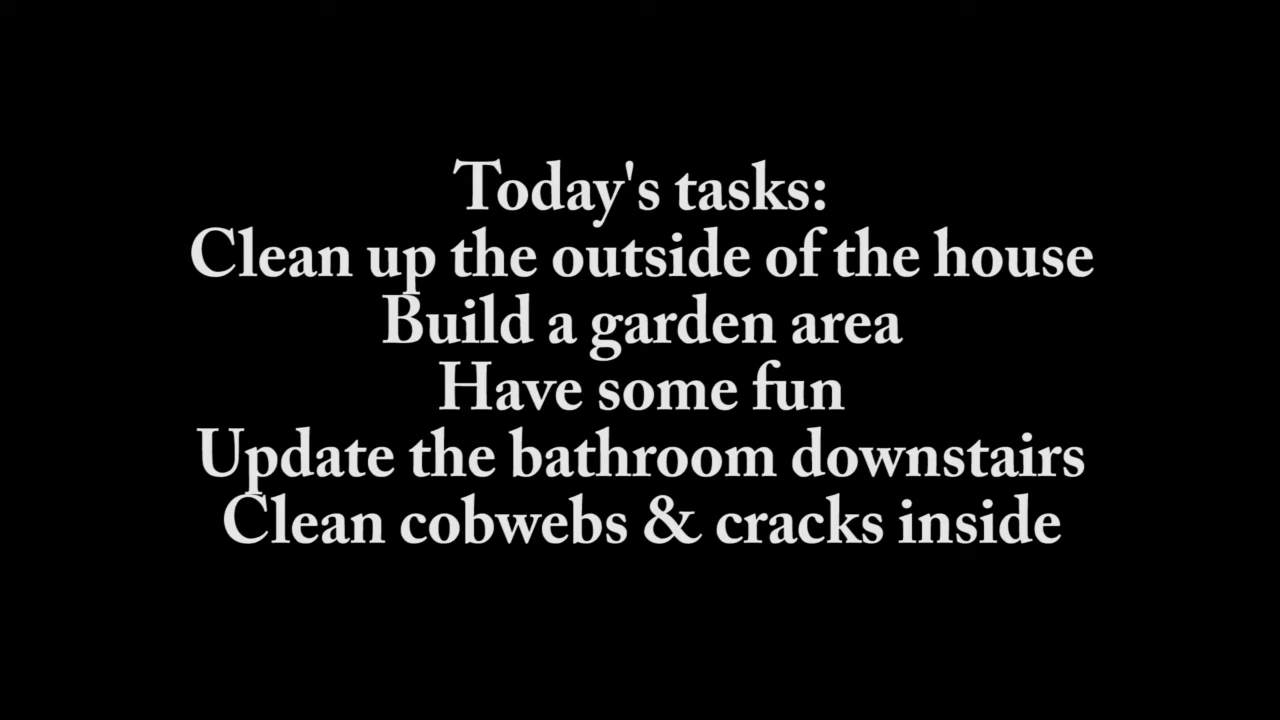 Today's tasks:
Clean up the outside of the house
Build a garden area
Have some fun
Update the bathroom downstairs
Clean cobwebs & cracks inside